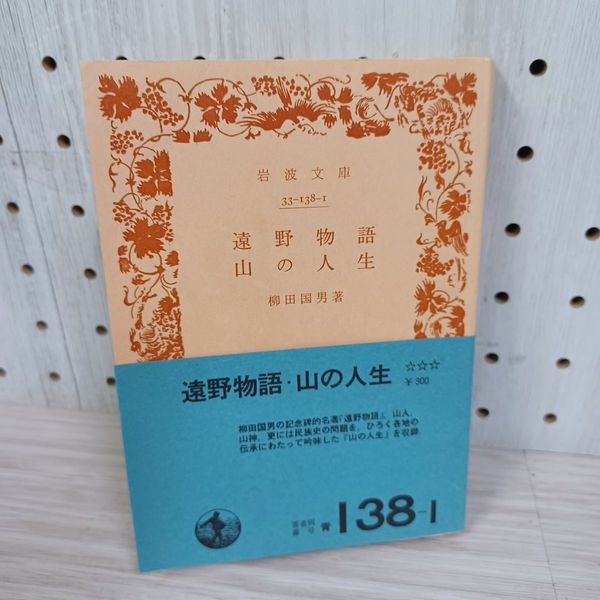 岩波文庫
33-138-1
遠野物語
山の人生
柳田国男著
遠野物語・山の人生
☆☆☆
￥300
柳田国男の記念碑的名著『遠野物語』。山人、
山神、更には民族史の問題を、ひろく各地の
伝承にわたって吟味した『山の人生』を収録
青 138-1